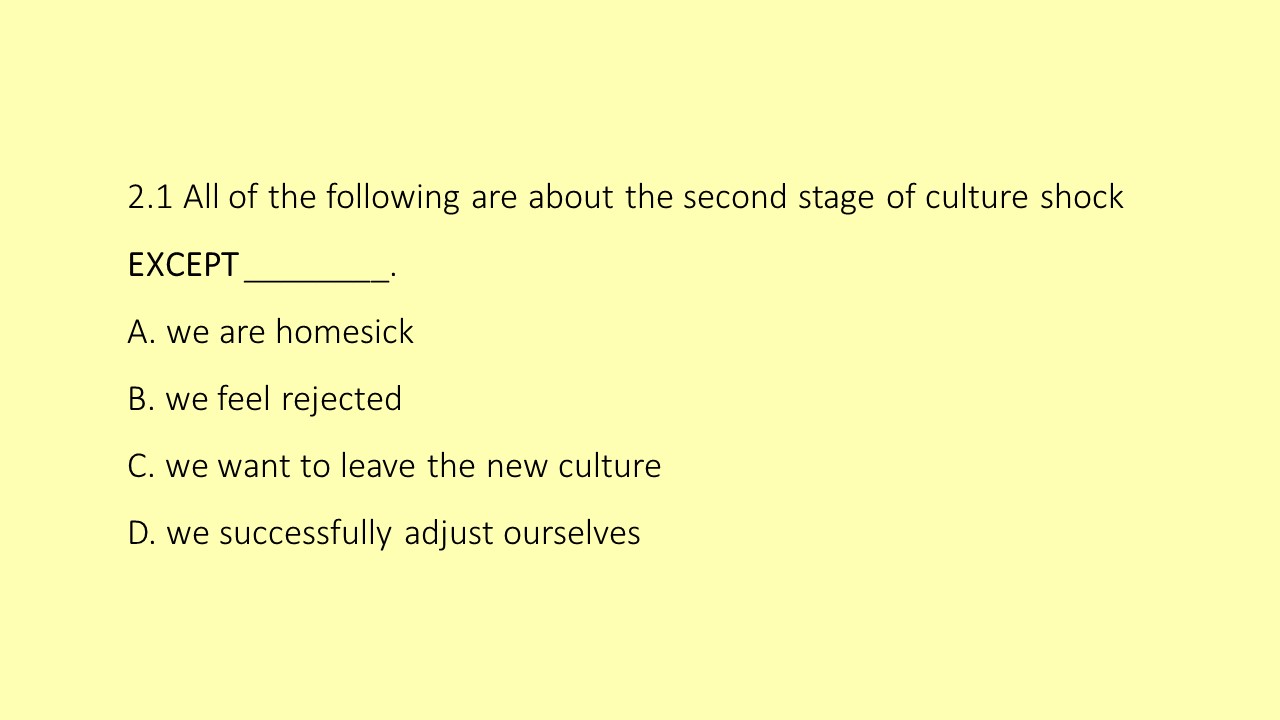 2.1 All of the following are about the second stage of culture shock
EXCEPT ________.
A. we are homesick
B. we feel rejected
C. we want to leave the new culture
D. we successfully adjust ourselves